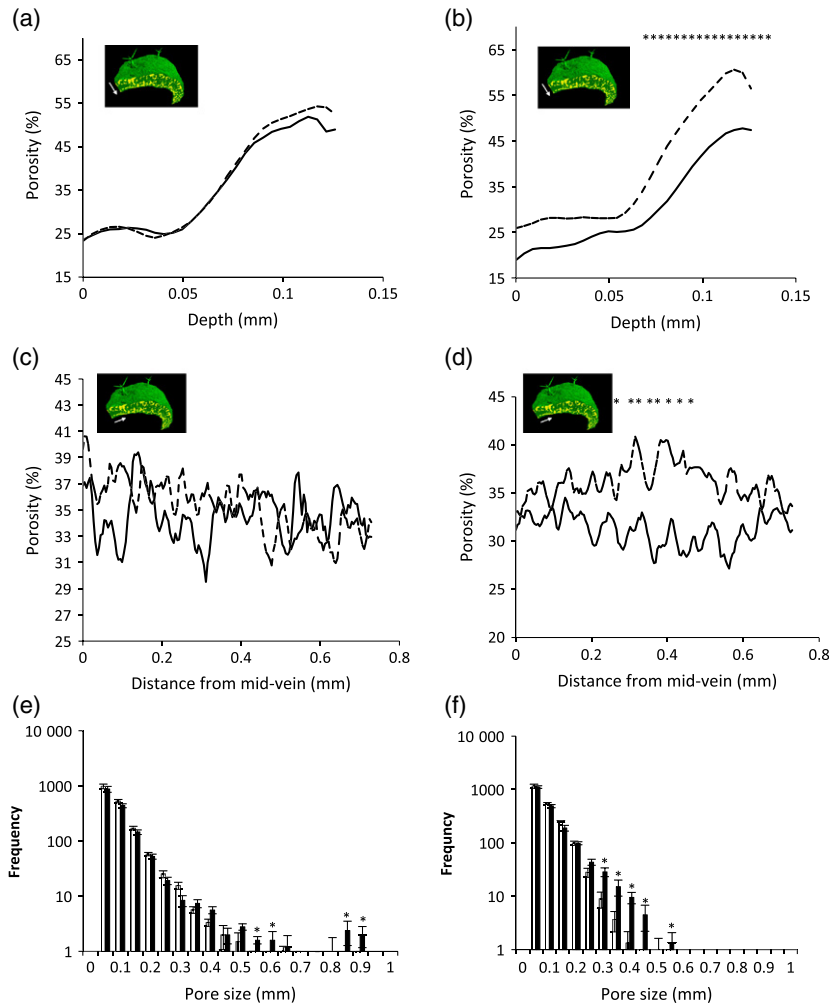 (a)
65
55
45
35
25
15
Porosity (%)
0 0.05 0.1 0.15
Depth (mm)
(b)
*****************
65
55
45
35
25
15
Porosity (%)
0 0.05 0.1 0.15
Depth (mm)
(c)
45
43
41
39
37
35
33
31
29
27
25
Porosity (%)
0 0.2 0.4 0.6 0.8
Distance from mid-vein (mm)
(d)
* ** ** * * *
45
40
35
30
25
20
Porosity (%)
0 0.2 0.4 0.6 0.8
Distance from mid-vein (mm)
(e)
10 000
1000
100
10
1
Frequency
* * * *
0 0.1 0.2 0.3 0.4 0.5 0.6 0.7 0.8 0.9 1
Pore size (mm)
(f)
10 000
1000
100
10
1
Frequency
* * * * *
0 0.1 0.2 0.3 0.4 0.5 0.6 0.7 0.8 0.9 1
Pore size (mm)